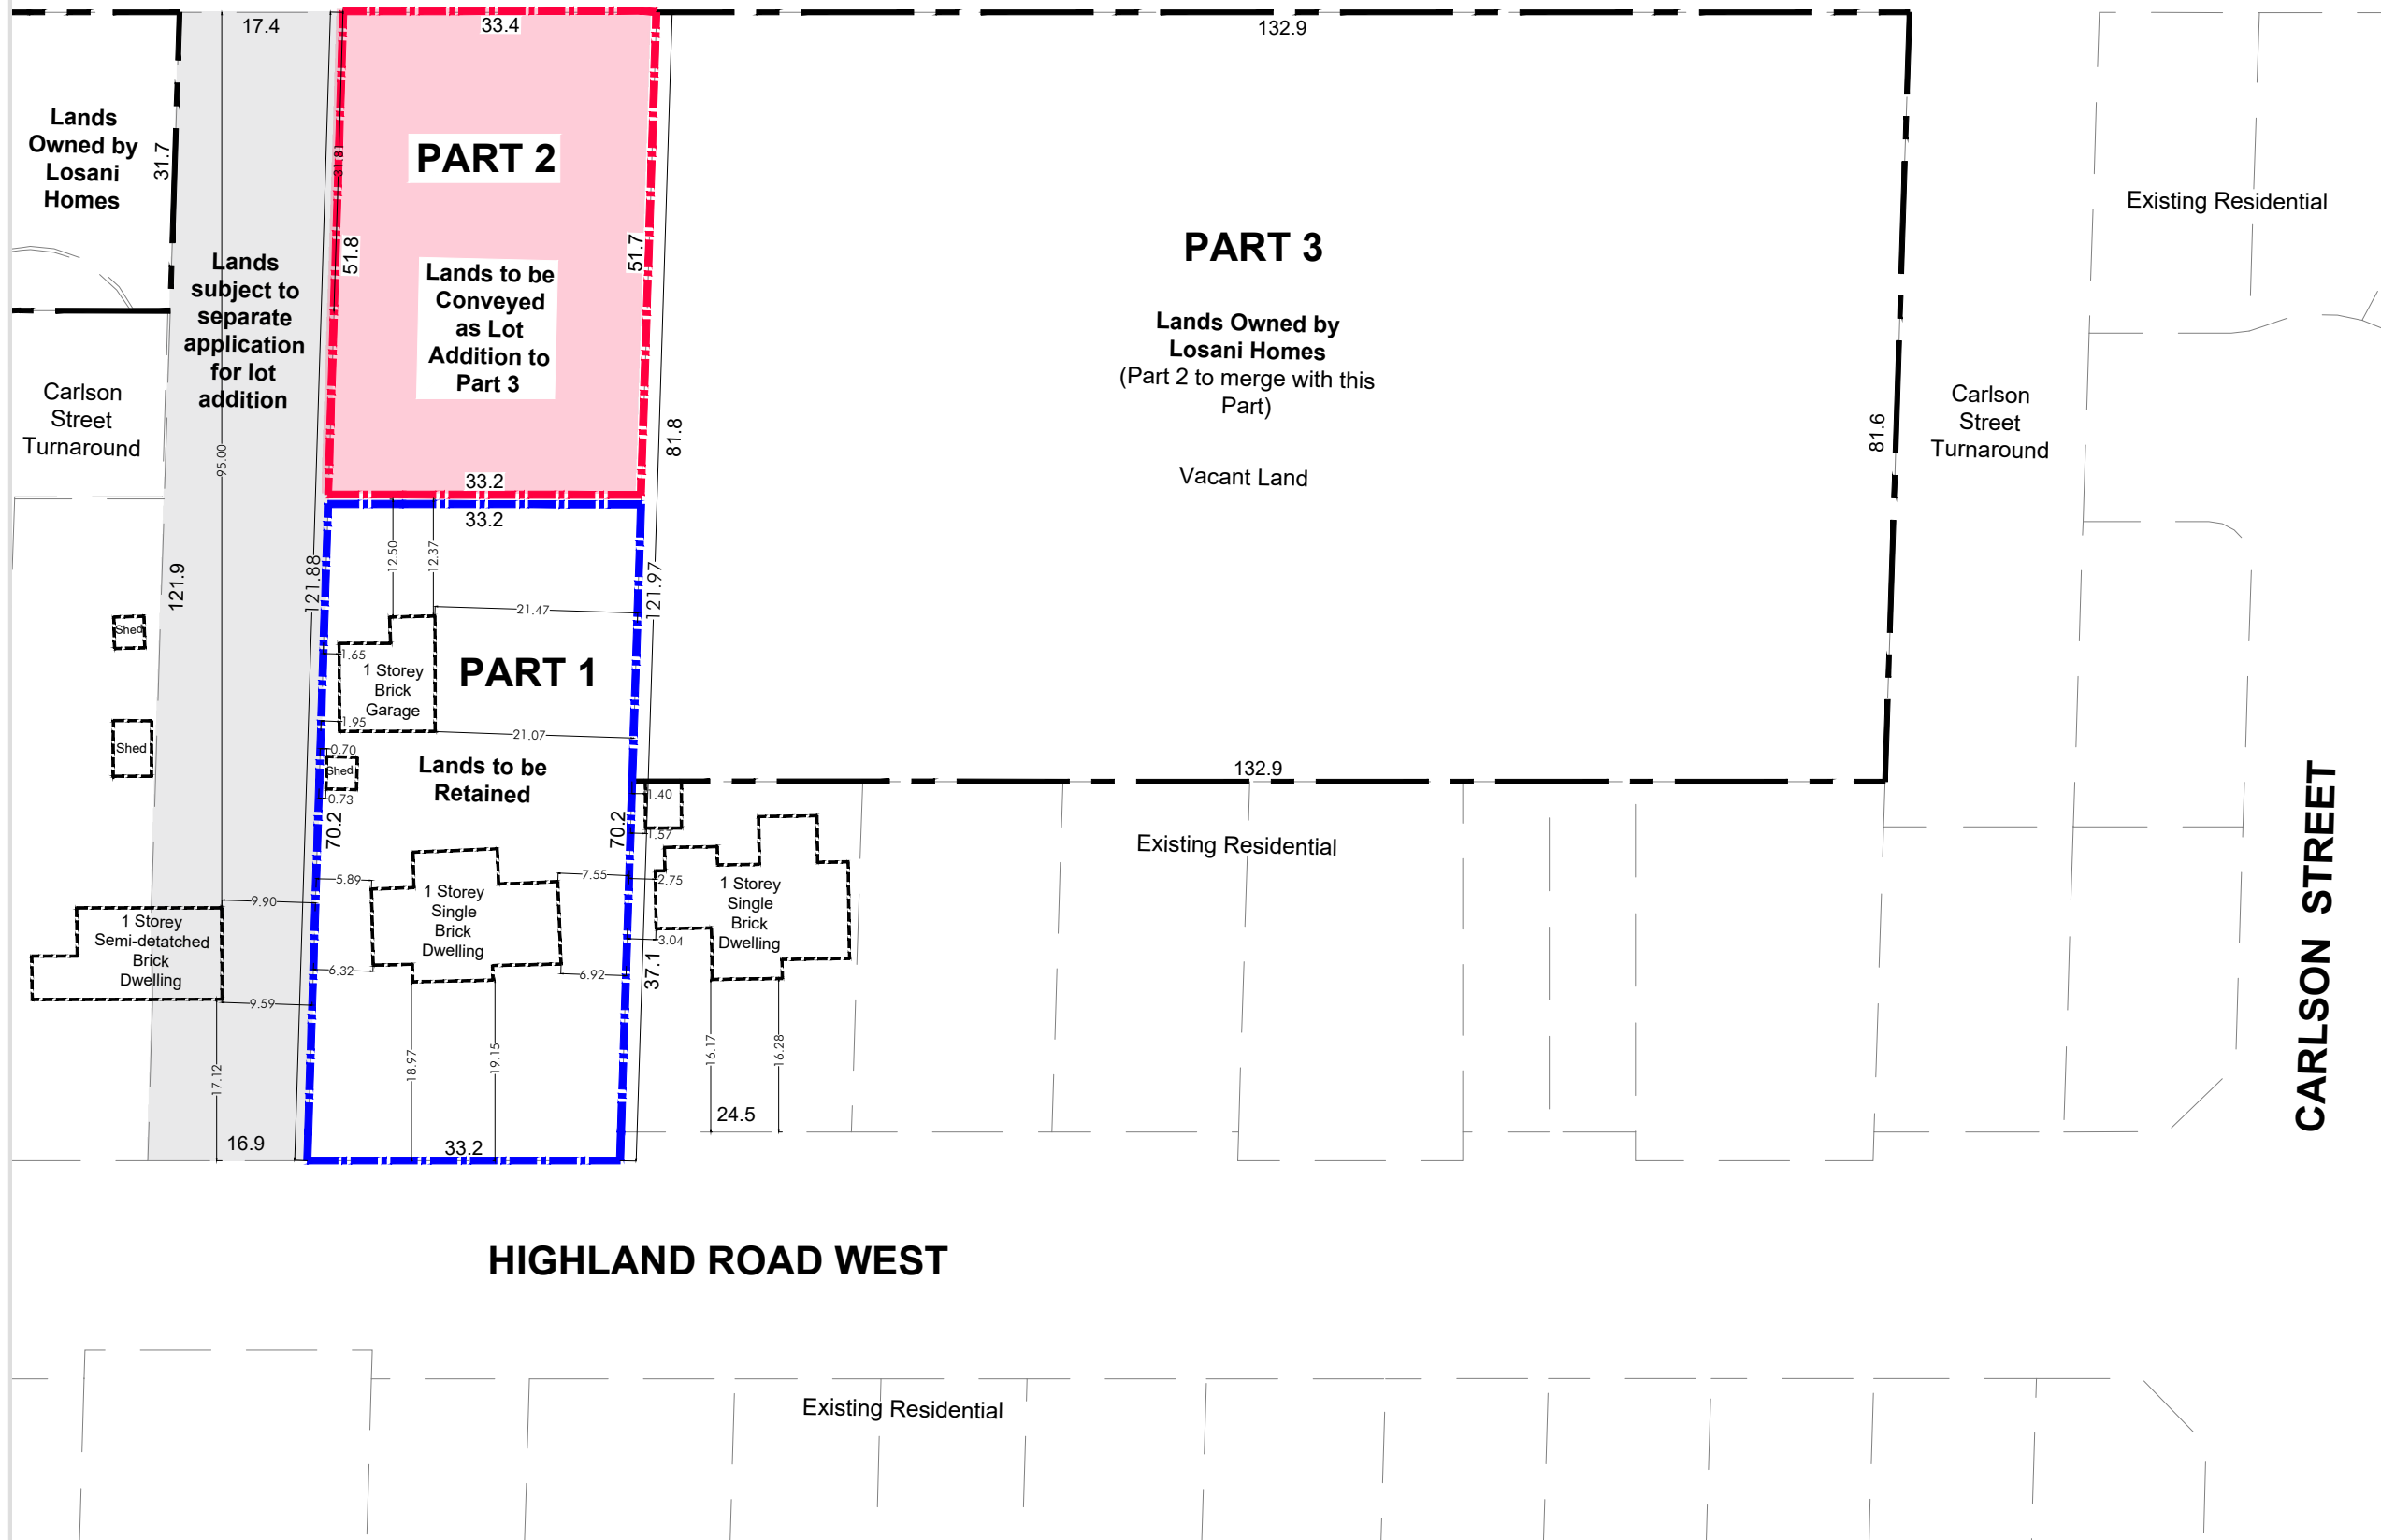 17.4
33.4
132.9
Lands
Owned by
Losani
Homes
31.7
31.81
PART 2
51.8
51.7
Lands to be
Conveyed
as Lot
Addition to
Part 3
33.2
Lands
subject to
separate
application
for lot
addition
95.00
Carlson
Street
Turnaround
PART 3
Lands Owned by
Losani Homes
(Part 2 to merge with this
Part)
Vacant Land
81.8
81.6
Carlson
Street
Turnaround
Existing Residential
33.2
12.50
12.37
121.9
121.88
121.97
21.47
Shed
1.65
1 Storey
Brick
Garage
PART 1
1.95
21.07
Shed
0.70
Shed
0.73
Lands to be
Retained
70.2
70.2
132.9
1.40
1.57
Existing Residential
5.89
7.55
2.75
1 Storey
Single
Brick
Dwelling
1 Storey
Single
Brick
Dwelling
9.90
1 Storey
Semi-detatched
Brick
Dwelling
6.32
6.92
3.04
37.1
9.59
17.12
18.97
19.15
16.17
16.28
24.5
16.9
33.2
CARLSON STREET
HIGHLAND ROAD WEST
Existing Residential